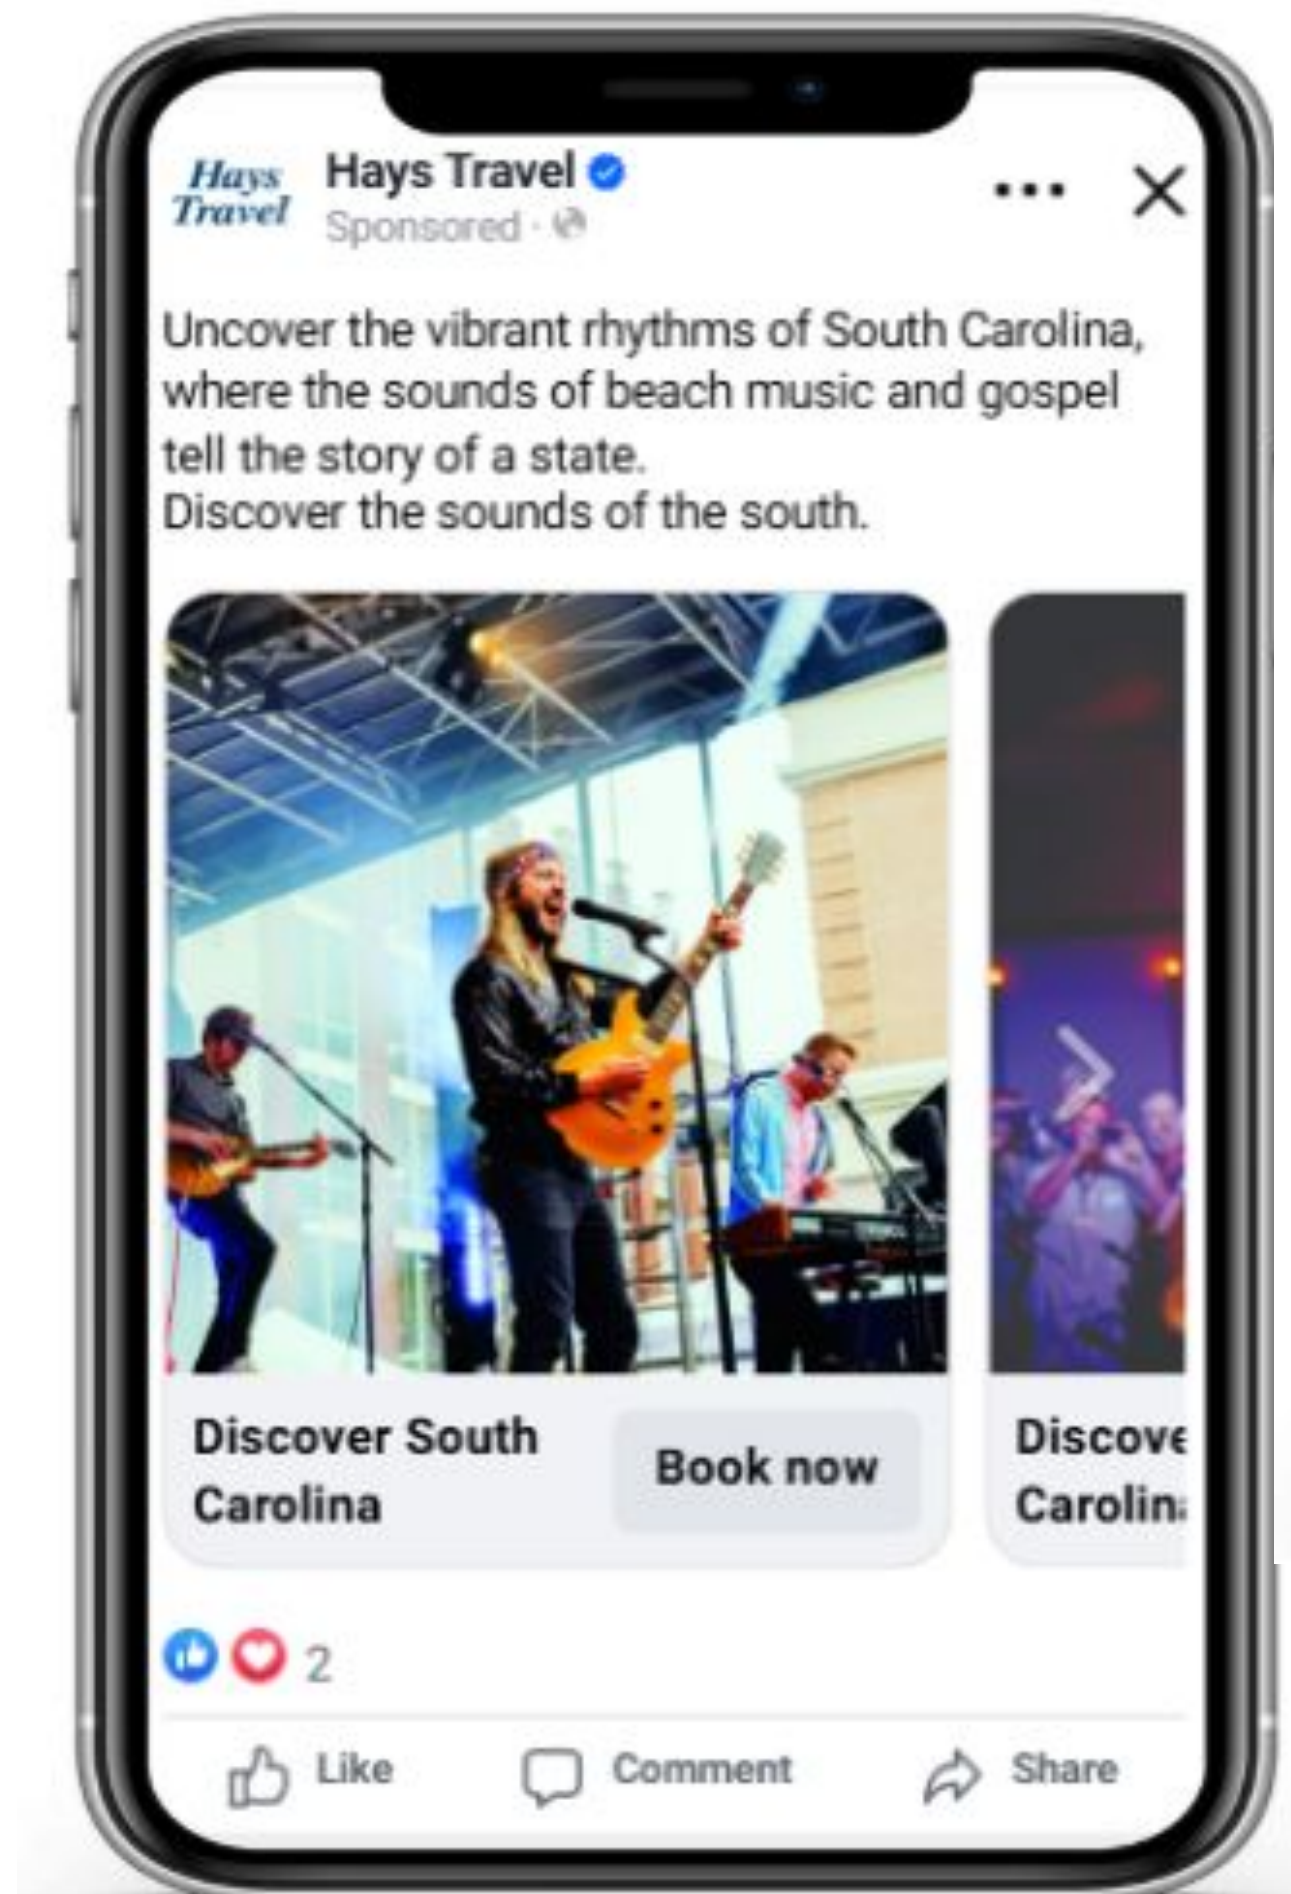 Hays
Travel
Hays Travel
Sponsored ·
Uncover the vibrant rhythms of South Carolina,
where the sounds of beach music and gospel
tell the story of a state.
Discover the sounds of the south.
Discover South
Carolina
Book now
Discove
Carolin
2
Like
Comment
Share